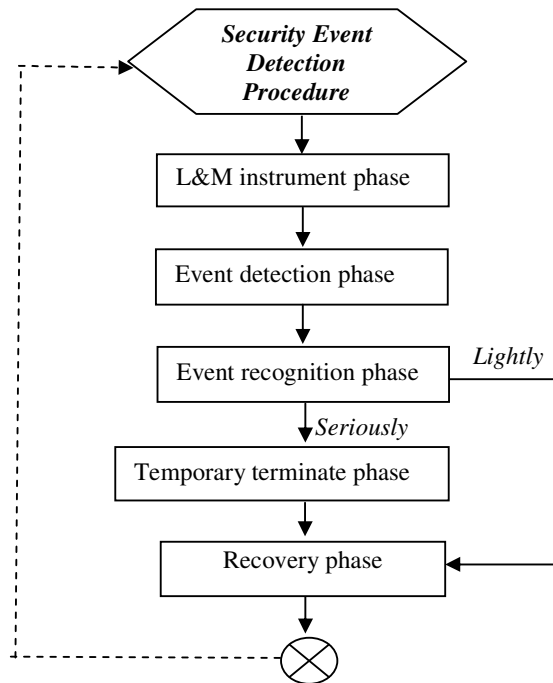 Security Event
Detection
Procedure
L&M instrument phase
Event detection phase
Event recognition phase
Lightly
Seriously
Temporary terminate phase
Recovery phase